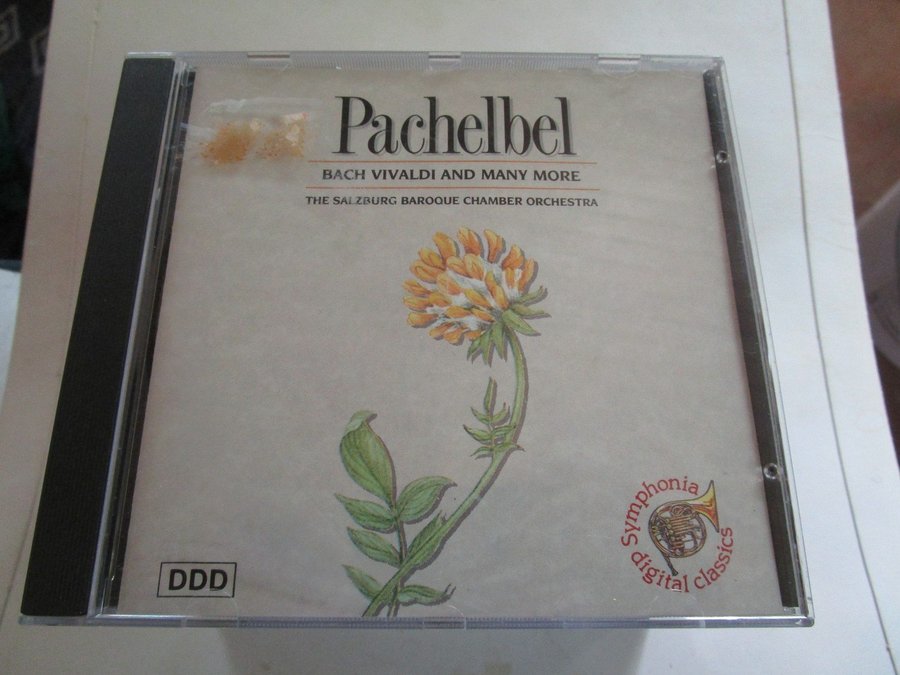 Pachelbel
BACH VIVALDI AND MANY MORE
THE SALZBURG BAROQUE CHAMBER ORCHESTRA
Symphonia
digital classics
DDD